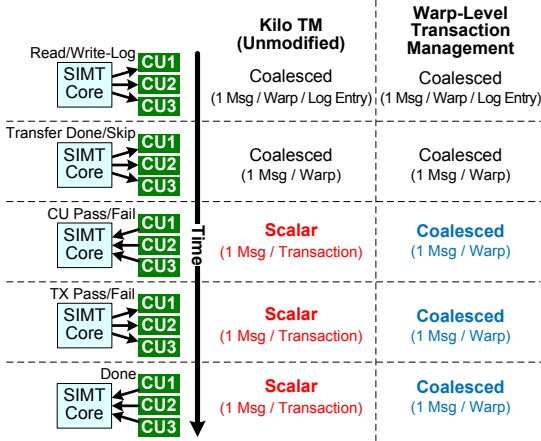 Kilo TM
(Unmodified)
Warp-Level
Transaction
Management
Read/Write-Log
SIMT
Core
CU1
CU2
CU3
Coalesced
(1 Msg / Warp / Log Entry)
Coalesced
(1 Msg / Warp / Log Entry)
Transfer Done/Skip
SIMT
Core
CU1
CU2
CU3
Coalesced
(1 Msg / Warp)
Coalesced
(1 Msg / Warp)
CU Pass/Fail
SIMT
Core
CU1
CU2
CU3
Time
Scalar
(1 Msg / Transaction)
Coalesced
(1 Msg / Warp)
TX Pass/Fail
SIMT
Core
CU1
CU2
CU3
Scalar
(1 Msg / Transaction)
Coalesced
(1 Msg / Warp)
Done
SIMT
Core
CU1
CU2
CU3
Scalar
(1 Msg / Transaction)
Coalesced
(1 Msg / Warp)